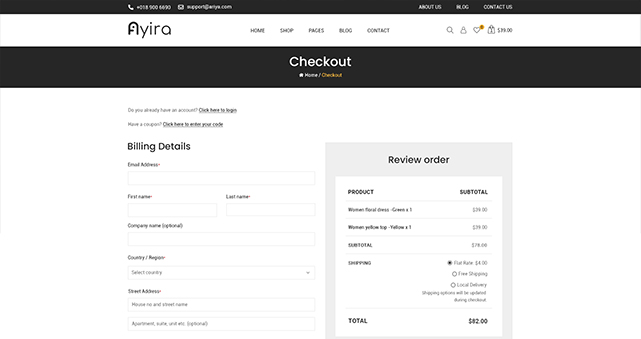 +018 900 6690 support@ariya.com ABOUT US BLOG CONTACT US
Ayira HOME SHOP PAGES BLOG CONTACT $39.00
Checkout
Home / Checkout
Do you already have an account? Click here to login
Have a coupon? Click here to enter your code
Billing Details
Email Address*
First name* Last name*
Company name (optional)
Country / Region*
Select country
Street Address*
House no and street name
Apartment, suite, unit etc. (optional)
Review order
PRODUCT SUBTOTAL
Women floral dress -Green x 1 $39.00
Women yellow top -Yellow x 1 $39.00
SUBTOTAL $78.00
SHIPPING Flat Rate: $4.00
Free Shipping
Local Delivery
Shipping options will be updated
during checkout.
TOTAL $82.00